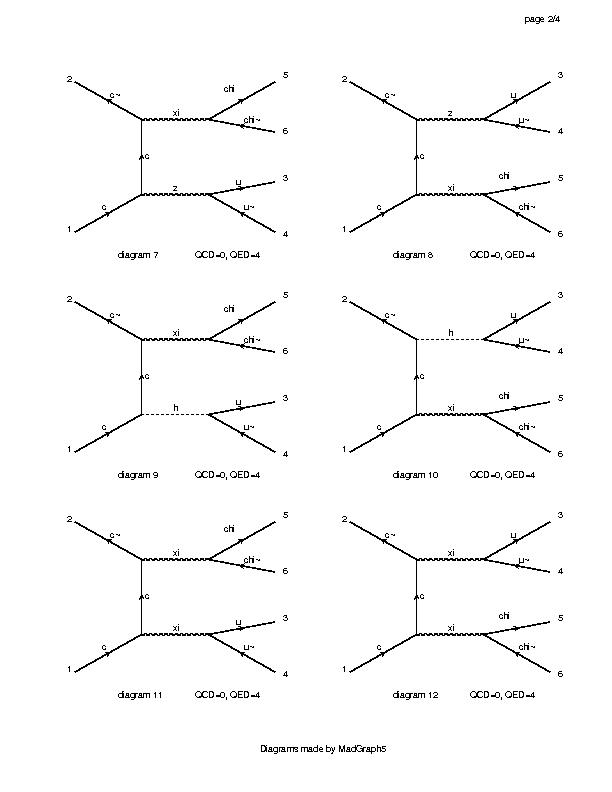 page 2/4
2 c~ xi chi 5
chi~ 6
c
1 c z u 3
u~ 4
diagram 7 QCD=0, QED=4
2 c~ z u 3
u~ 4
c
1 c xi chi 5
chi~ 6
diagram 8 QCD=0, QED=4
2 c~ xi chi 5
chi~ 6
c
1 c h u 3
u~ 4
diagram 9 QCD=0, QED=4
2 c~ h u 3
u~ 4
c
1 c xi chi 5
chi~ 6
diagram 10 QCD=0, QED=4
2 c~ xi chi 5
chi~ 6
c
1 c xi u 3
u~ 4
diagram 11 QCD=0, QED=4
2 c~ xi u 3
u~ 4
c
1 c xi chi 5
chi~ 6
diagram 12 QCD=0, QED=4
Diagrams made by MadGraph5